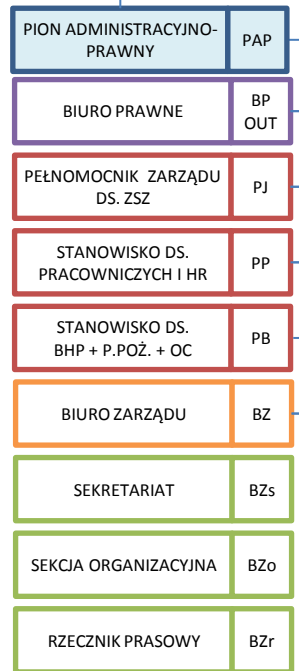 PION ADMINISTRACYJNO-
PRAWNY
PAP
BIURO PRAWNE
BP
OUT
PEŁNOMOCNIK ZARZĄDU
DS. ZSZ
PJ
STANOWISKO DS.
PRACOWNICZYCH I HR
PP
STANOWISKO DS.
BHP + P.POŻ. + OC
PB
BIURO ZARZĄDU
BZ
SEKRETARIAT
BZs
SEKCJA ORGANIZACYJNA
BZo
RZECZNIK PRASOWY
BZr